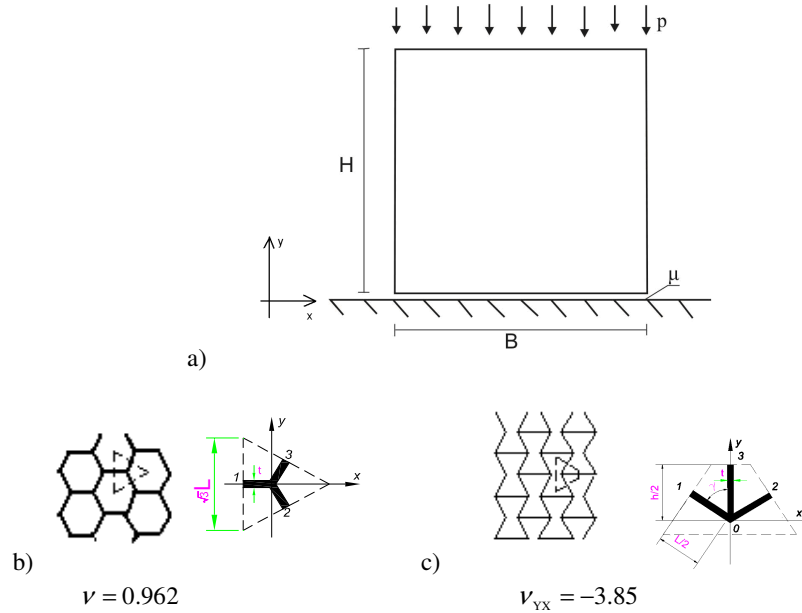 p
H
y
x
μ
B
a)
y
3
√3L
1
t
x
2
b)
ν = 0.962
y
3
t
h/2
1
2
x
0
L/2
c)
ν_YX = −3.85